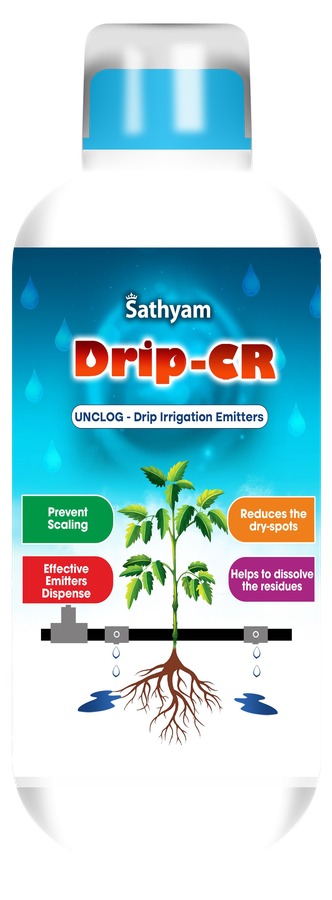 Sathyam
Drip-CR
UNCLOG - Drip Irrigation Emitters
Prevent
Scaling
Reduces the
dry-spots
Effective
Emitters
Dispense
Helps to dissolve
the residues